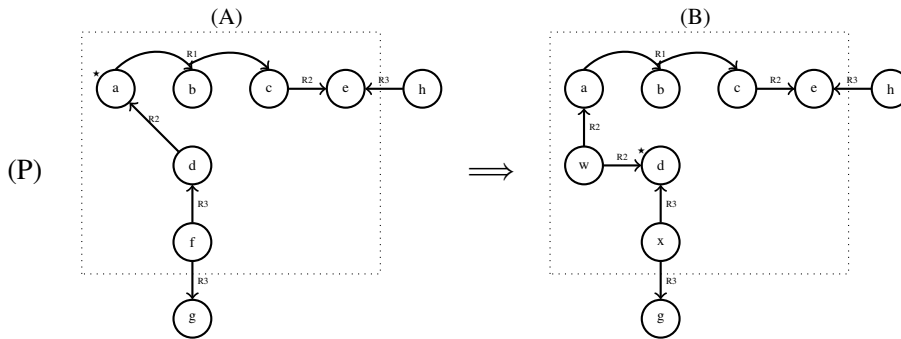 (A) (B)
R1 R1
★ a b c R2 e R3 h a b c R2 e R3 h
R2 R2
(P) d ⟹ w R2 ★ d
R3 R3
f x
R3 R3
g g